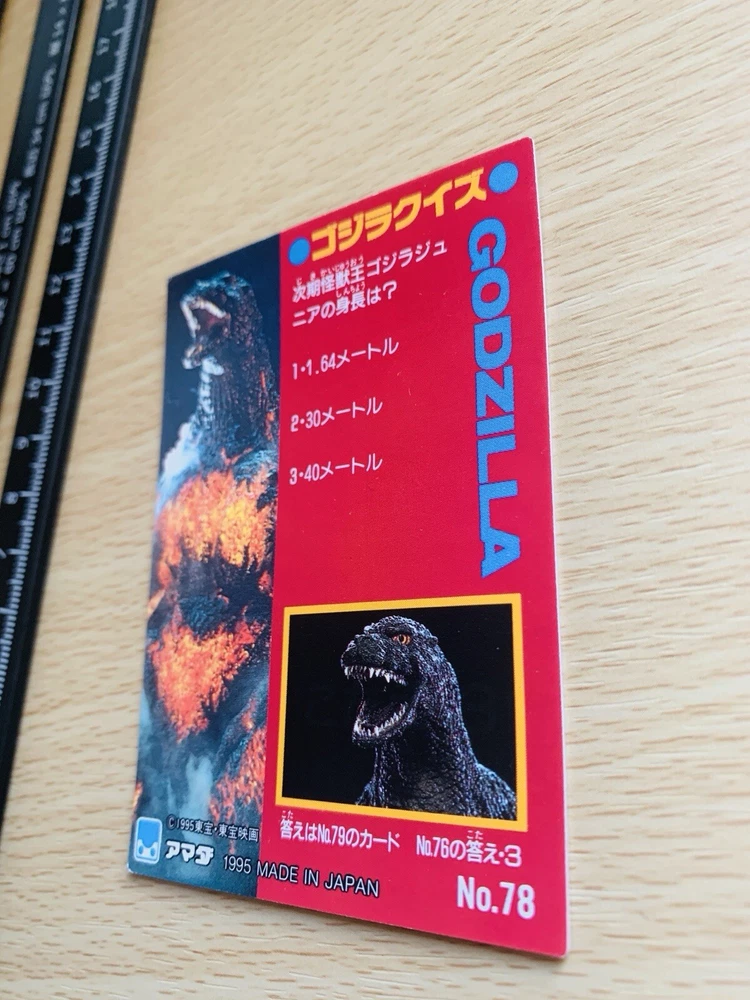 ●ゴジラクイズ●
次期怪獣王ゴジラジュ
ニアの身長は?
1•1.64メートル
2•30メートル
3•40メートル
GODZILLA
答えはNo.79のカード No.76の答え•3
©1995東宝・東宝映画
アマダ 1995 MADE IN JAPAN
No.78